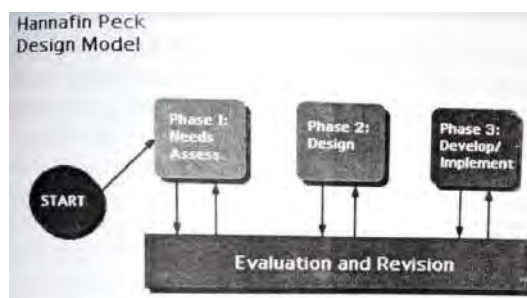 Hannafin Peck
Design Model
Phase 1:
Needs
Assess.
Phase 2:
Design
Phase 3:
Develop/
Implement
START
Evaluation and Revision